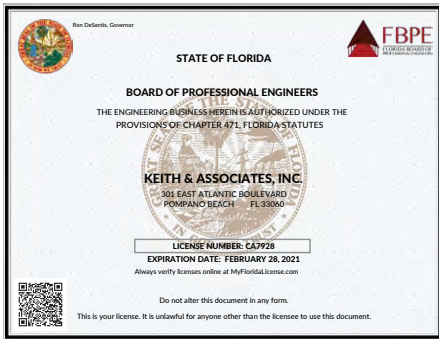 Ron DeSantis, Governor
FBPE
FLORIDA BOARD OF
PROFESSIONAL ENGINEERS
STATE OF FLORIDA
BOARD OF PROFESSIONAL ENGINEERS
THE ENGINEERING BUSINESS HEREIN IS AUTHORIZED UNDER THE
PROVISIONS OF CHAPTER 471, FLORIDA STATUTES
KEITH & ASSOCIATES, INC.
301 EAST ATLANTIC BOULEVARD
POMPANO BEACH FL 33060
LICENSE NUMBER: CA7928
EXPIRATION DATE: FEBRUARY 28, 2021
Always verify licenses online at MyFloridaLicense.com
Do not alter this document in any form.
This is your license. It is unlawful for anyone other than the licensee to use this document.